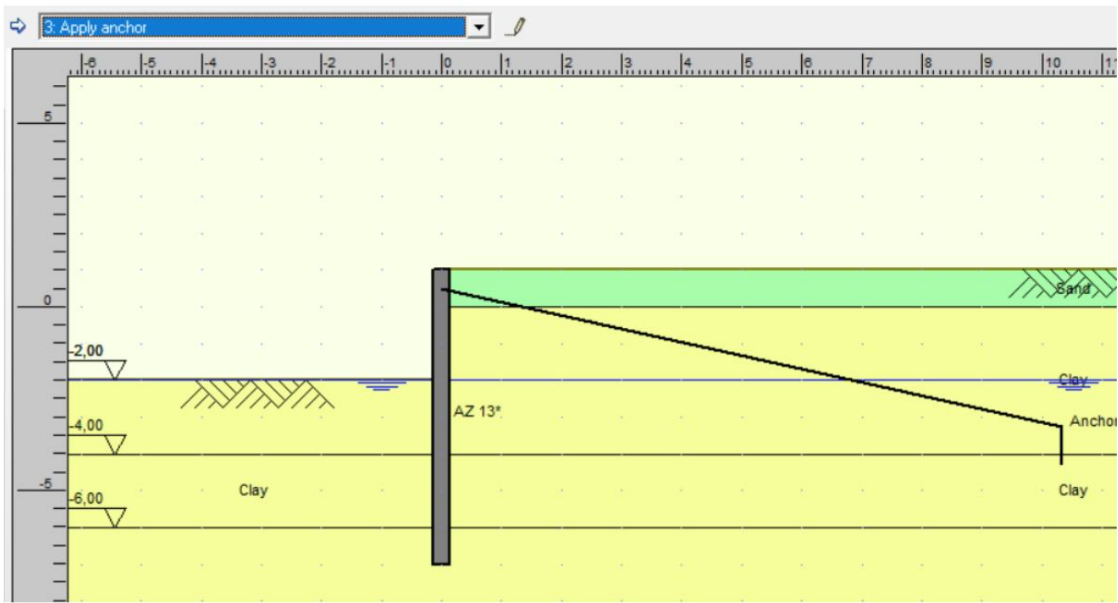 3: Apply anchor
-6 -5 -4 -3 -2 -1 0 1 2 3 4 5 6 7 8 9 10 11
5
Sand
0
-2,00
Clay
AZ 13*
-4,00
Anchor
-5
Clay
Clay
-6,00